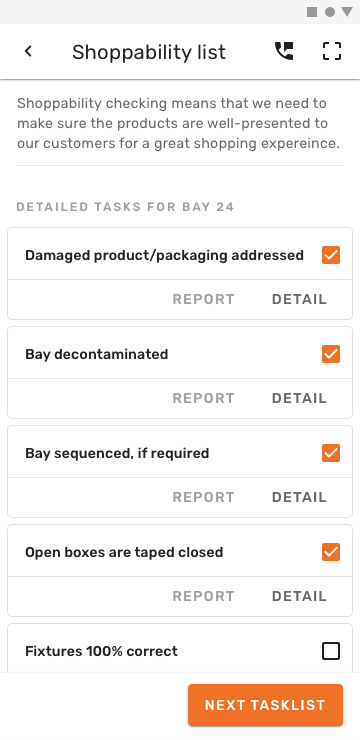 Shoppability list
Shoppability checking means that we need to
make sure the products are well-presented to
our customers for a great shopping expereince.
DETAILED TASKS FOR BAY 24
Damaged product/packaging addressed
REPORT DETAIL
Bay decontaminated
REPORT DETAIL
Bay sequenced, if required
REPORT DETAIL
Open boxes are taped closed
REPORT DETAIL
Fixtures 100% correct
NEXT TASKLIST